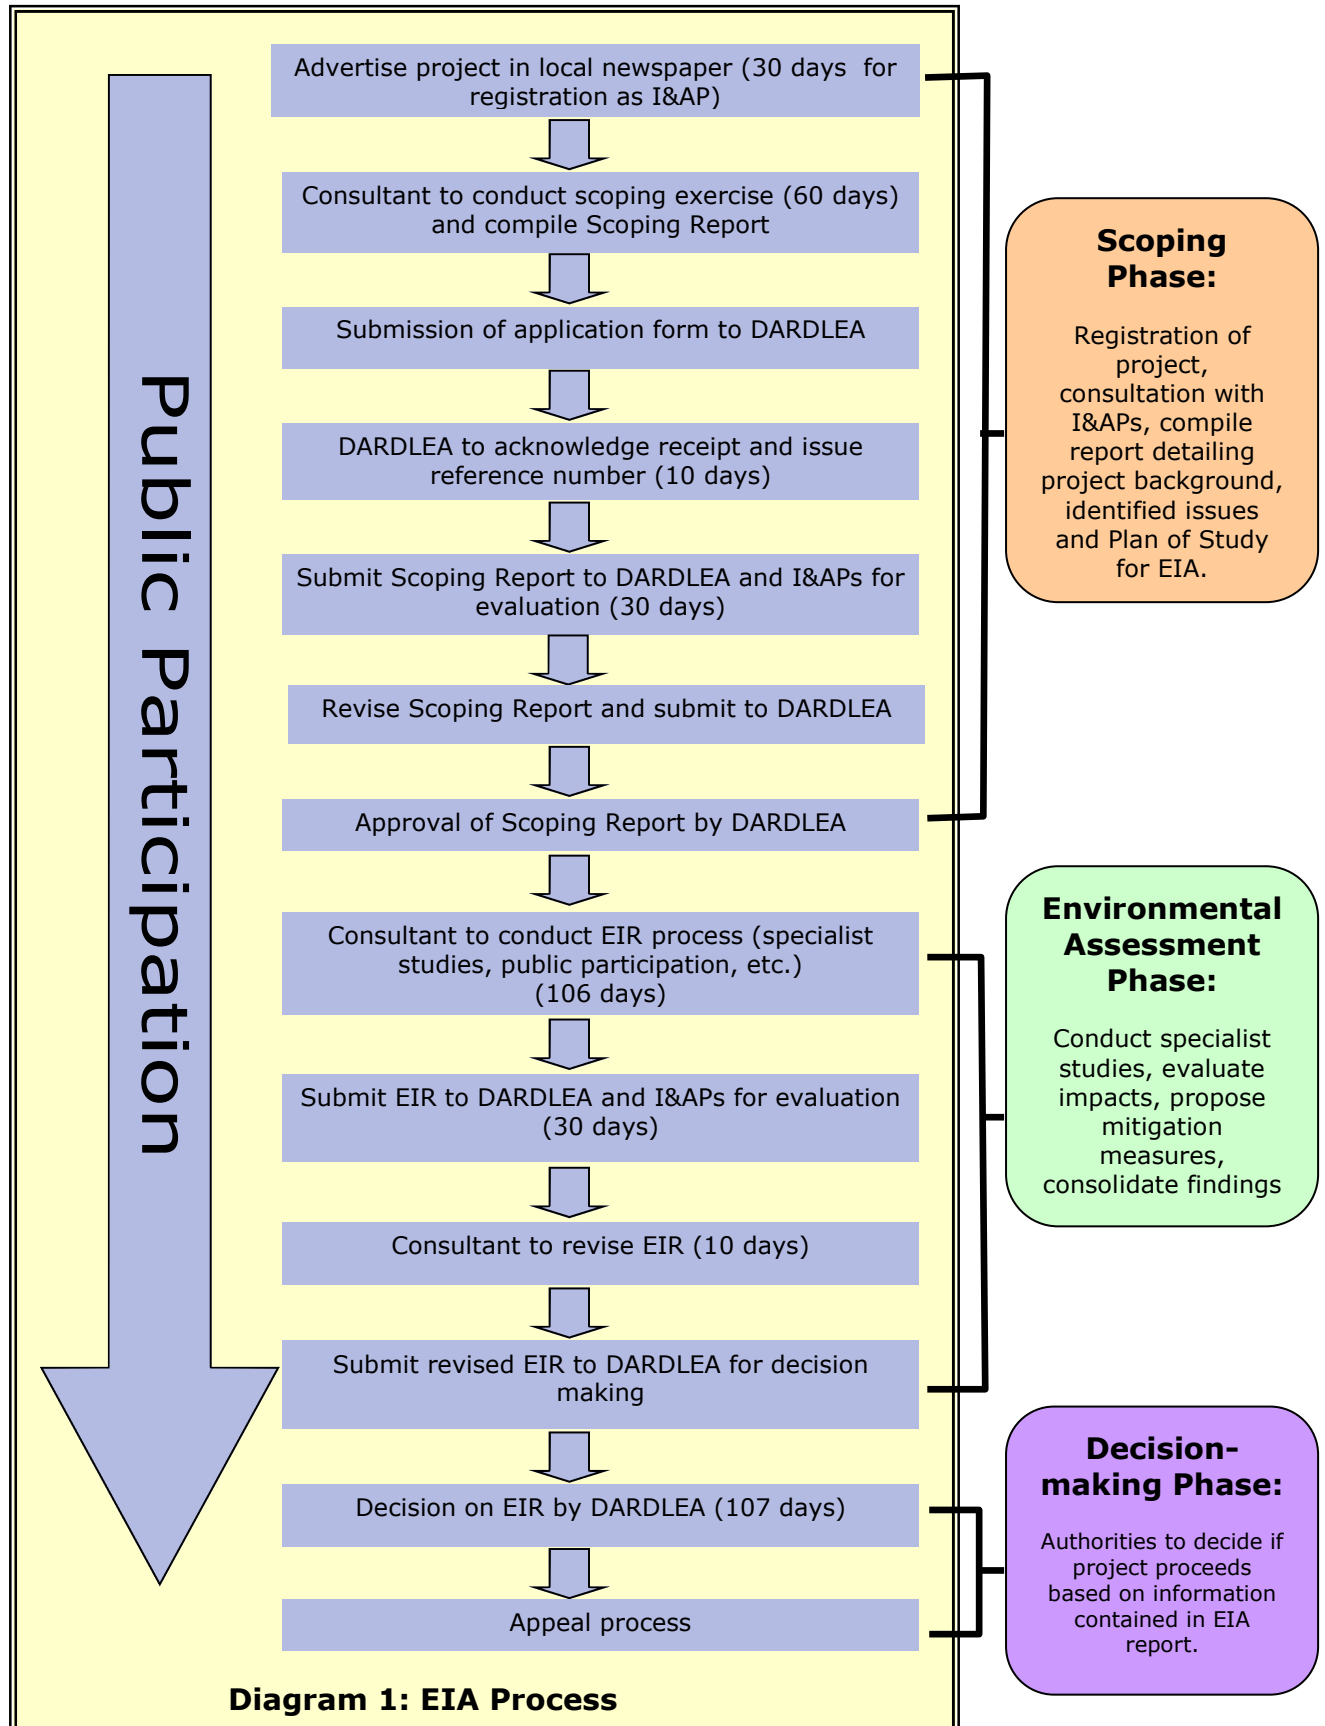 Public Participation
Advertise project in local newspaper (30 days for
registration as I&AP)
Consultant to conduct scoping exercise (60 days)
and compile Scoping Report
Submission of application form to DARDLEA
DARDLEA to acknowledge receipt and issue
reference number (10 days)
Submit Scoping Report to DARDLEA and I&APs for
evaluation (30 days)
Revise Scoping Report and submit to DARDLEA
Approval of Scoping Report by DARDLEA
Consultant to conduct EIR process (specialist
studies, public participation, etc.)
(106 days)
Submit EIR to DARDLEA and I&APs for evaluation
(30 days)
Consultant to revise EIR (10 days)
Submit revised EIR to DARDLEA for decision
making
Decision on EIR by DARDLEA (107 days)
Appeal process
Diagram 1: EIA Process
Scoping
Phase:
Registration of
project,
consultation with
I&APs, compile
report detailing
project background,
identified issues
and Plan of Study
for EIA.
Environmental
Assessment
Phase:
Conduct specialist
studies, evaluate
impacts, propose
mitigation
measures,
consolidate findings
Decision-
making Phase:
Authorities to decide if
project proceeds
based on information
contained in EIA
report.